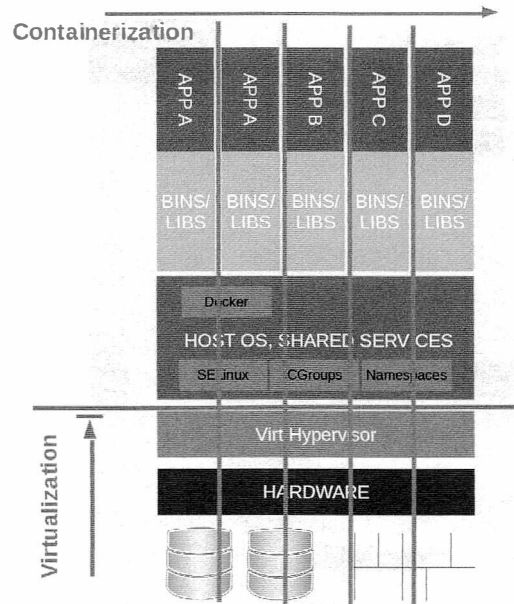 Containerization
APP A
APP A
APP B
APP C
APP D
BINS/
LIBS
BINS/
LIBS
BINS/
LIBS
BINS/
LIBS
BINS/
LIBS
Docker
HOST OS, SHARED SERVICES
SELinux
CGroups
Namespaces
Virtualization
Virt Hypervisor
HARDWARE